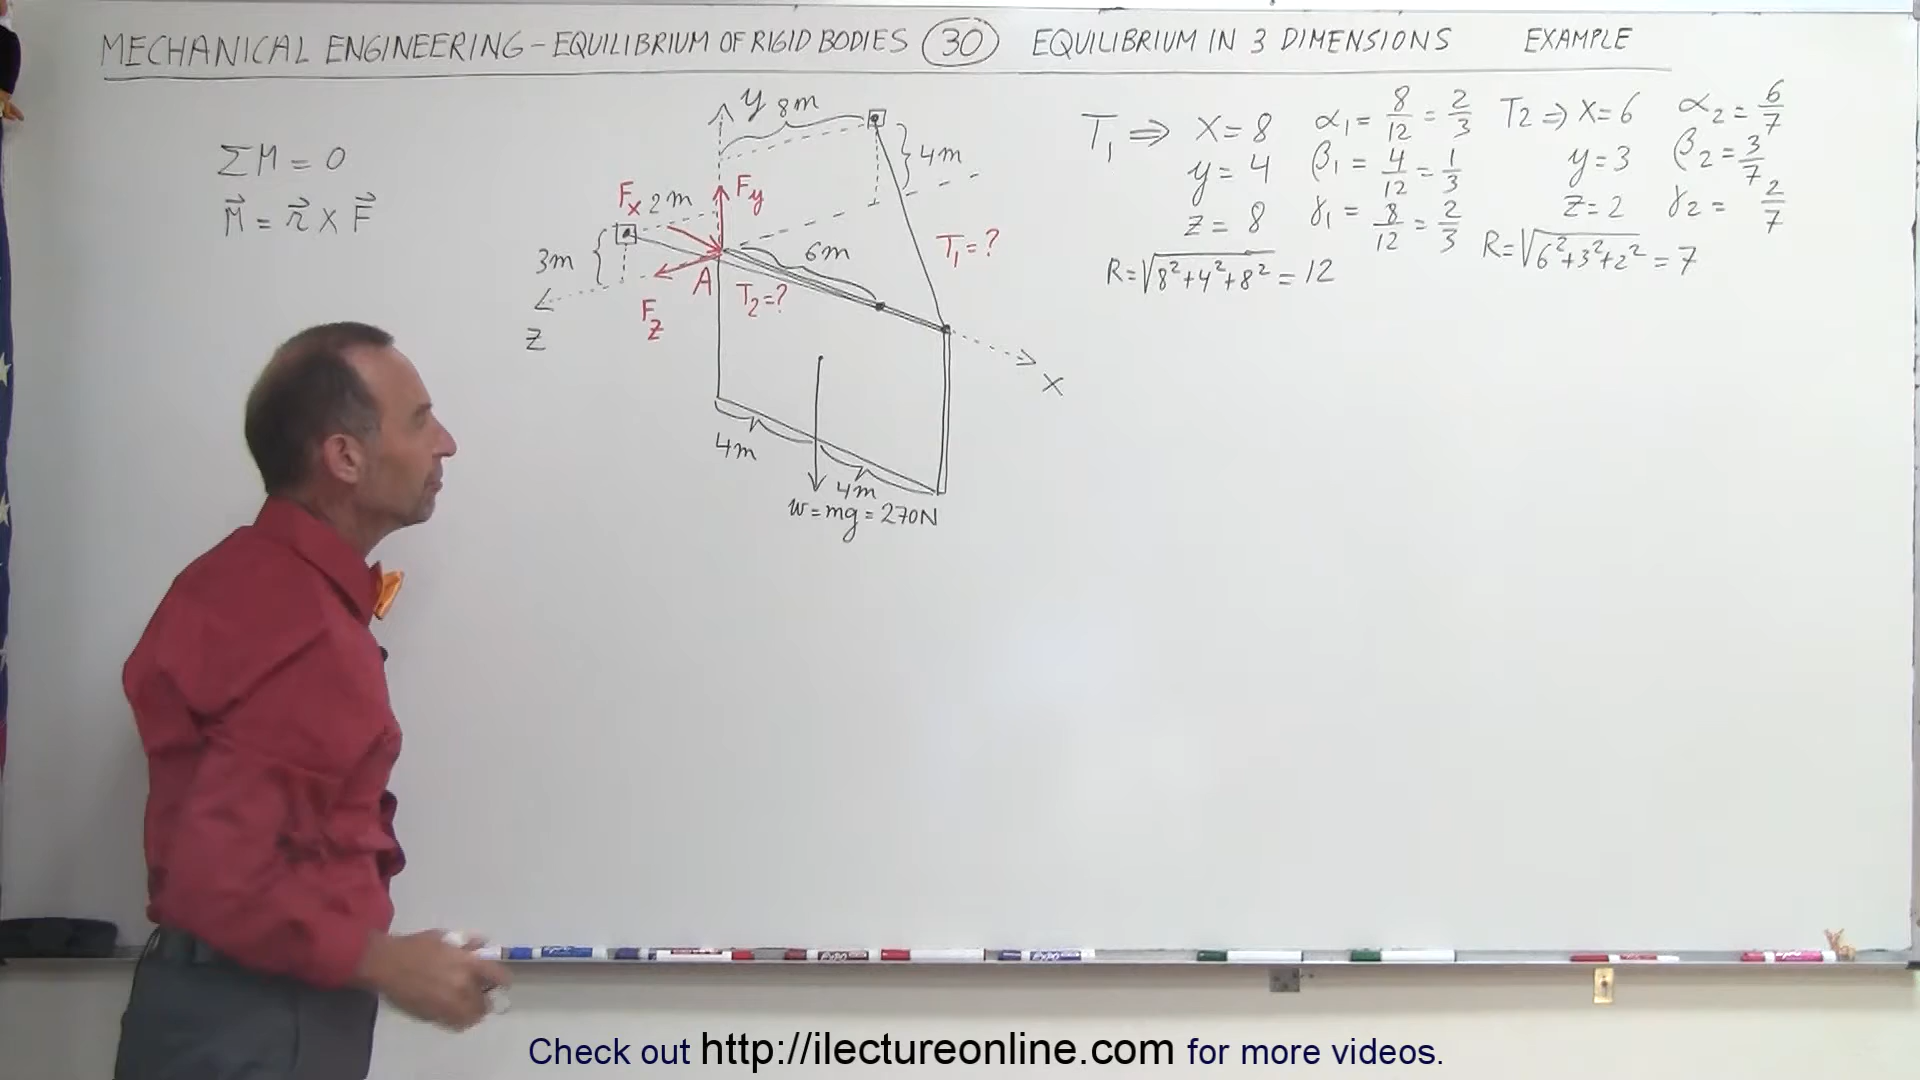 MECHANICAL ENGINEERING - EQUILIBRIUM OF RIGID BODIES 30 EQUILIBRIUM IN 3 DIMENSIONS EXAMPLE
ΣM = 0
M⃗ = r⃗ × F⃗
y
8m
4m
Fx
2m
Fy
3m
6m
T1 = ?
A
T2 = ?
Fz
z
x
4m
4m
w = mg = 270N
T1 ⇒ x = 8
y = 4
z = 8
R = √8²+4²+8² = 12
α1 = 8/12 = 2/3
β1 = 4/12 = 1/3
γ1 = 8/12 = 2/3
T2 ⇒ x = 6
y = 3
z = 2
R = √6²+3²+2² = 7
α2 = 6/7
β2 = 3/7
γ2 = 2/7
Check out http://ilectureonline.com for more videos.